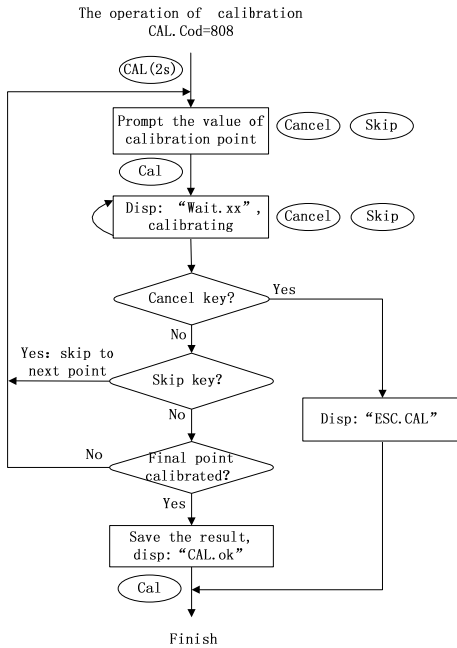 The operation of calibration
CAL.Cod=808
CAL(2s)
Prompt the value of
calibration point
Cancel
Skip
Cal
Disp: “Wait.xx”,
calibrating
Cancel
Skip
Cancel key?
Yes
No
Yes: skip to
next point
Skip key?
No
Disp:“ESC.CAL”
No
Final point
calibrated?
Yes
Save the result,
disp:“CAL.ok”
Cal
Finish